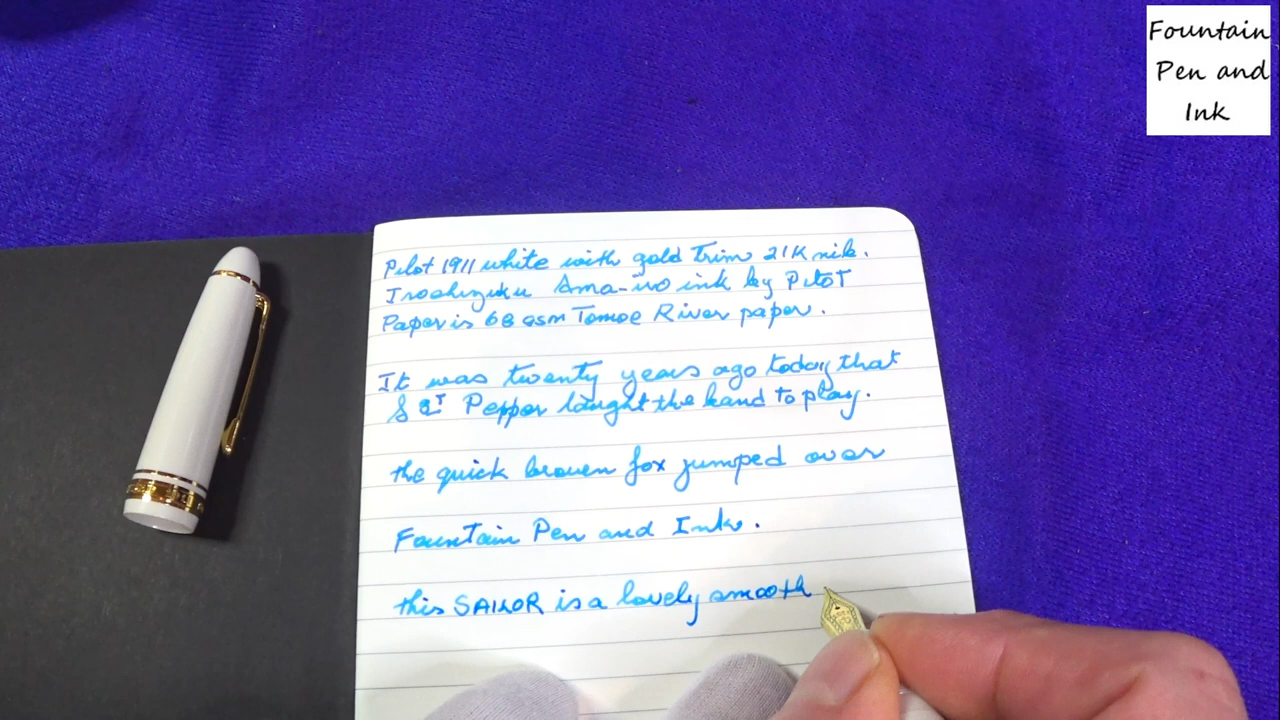 Fountain
Pen and
Ink
Pilot 1911 white with gold Trim 21K nib.
Iroshizuku Ama-iro ink by Pilot
Paper is 68 gsm Tomoe River paper.
It was twenty years ago today that
Sgt Pepper taught the band to play.
the quick brown fox jumped over
Fountain Pen and Ink.
this SAILOR is a lovely smooth